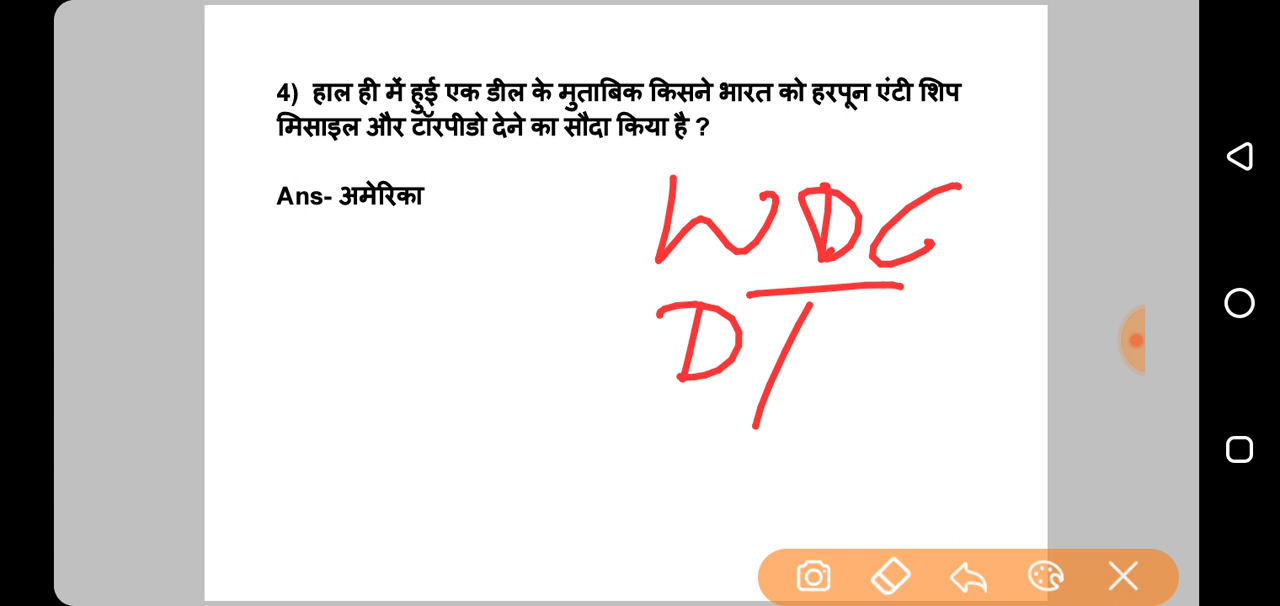 4) हाल ही में हुई एक डील के मुताबिक किसने भारत को हरपून एंटी शिप
मिसाइल और टॉरपीडो देने का सौदा किया है ?
Ans- अमेरिका
WDC
DT